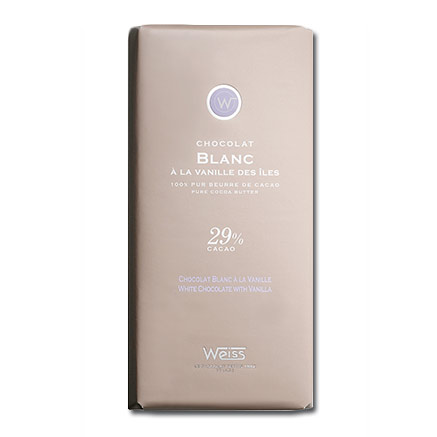 W
CHOCOLAT
BLANC
À LA VANILLE DES ÎLES
100% PUR BEURRE DE CACAO
PURE COCOA BUTTER
29%
CACAO
CHOCOLAT BLANC À LA VANILLE
WHITE CHOCOLATE WITH VANILLA
Weiss